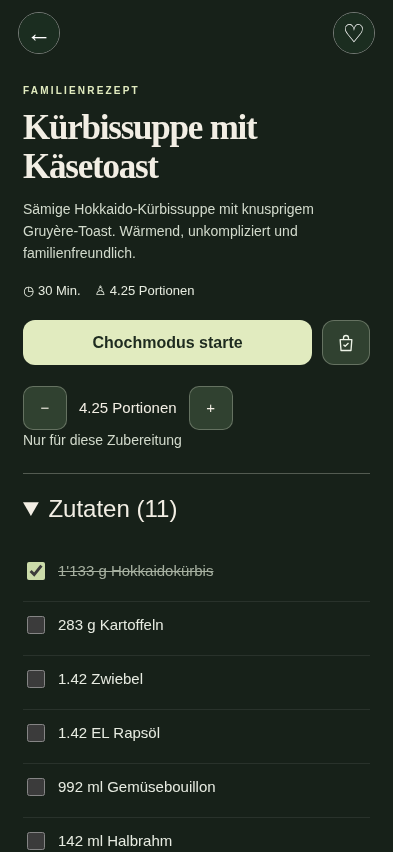 ←
♡
FAMILIENREZEPT
Kürbissuppe mit
Käsetoast
Sämige Hokkaido-Kürbissuppe mit knusprigem
Gruyère-Toast. Wärmend, unkompliziert und
familienfreundlich.
◷ 30 Min. ♙ 4.25 Portionen
Chochmodus starte
− 4.25 Portionen +
Nur für diese Zubereitung
▼ Zutaten (11)
1'133 g Hokkaidokürbis
283 g Kartoffeln
1.42 Zwiebel
1.42 EL Rapsöl
992 ml Gemüsebouillon
142 ml Halbrahm